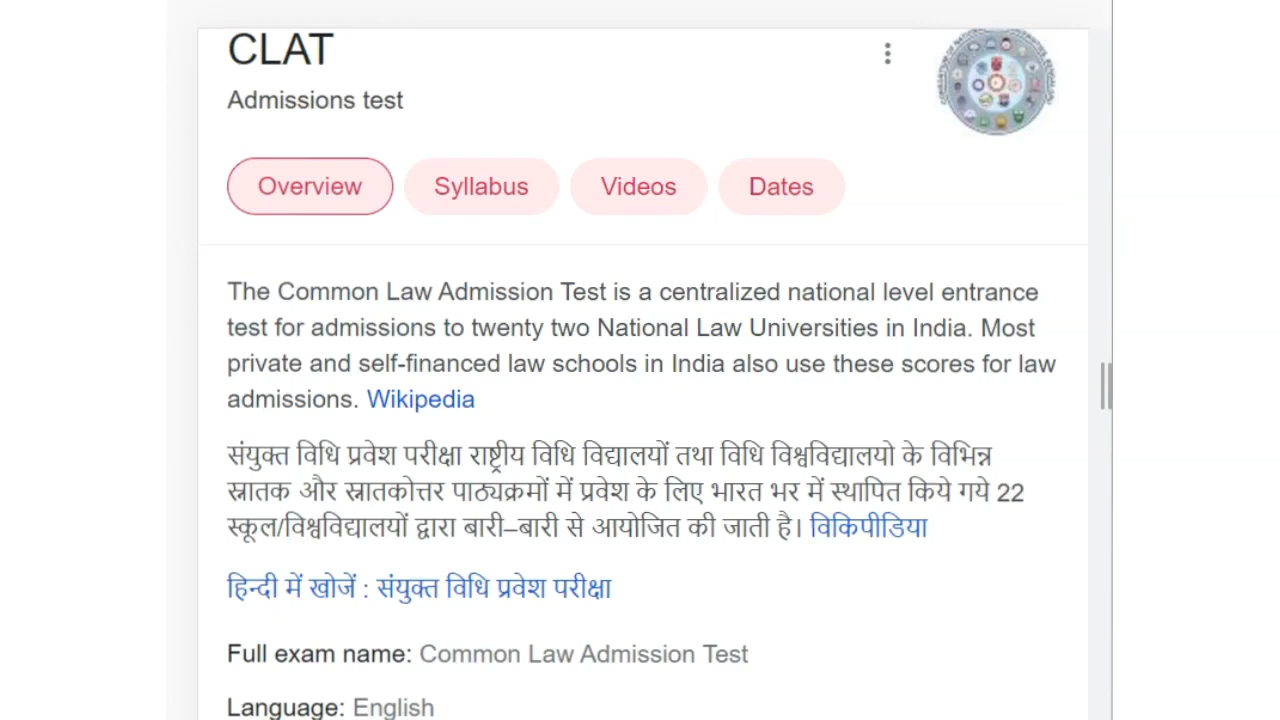 CLAT
Admissions test
Overview Syllabus Videos Dates
The Common Law Admission Test is a centralized national level entrance
test for admissions to twenty two National Law Universities in India. Most
private and self-financed law schools in India also use these scores for law
admissions. Wikipedia
संयुक्त विधि प्रवेश परीक्षा राष्ट्रीय विधि विद्यालयों तथा विधि विश्वविद्यालयो के विभिन्न
स्नातक और स्नातकोत्तर पाठ्यक्रमों में प्रवेश के लिए भारत भर में स्थापित किये गये 22
स्कूल/विश्वविद्यालयों द्वारा बारी–बारी से आयोजित की जाती है। विकिपीडिया
हिन्दी में खोजें : संयुक्त विधि प्रवेश परीक्षा
Full exam name: Common Law Admission Test
Language: English